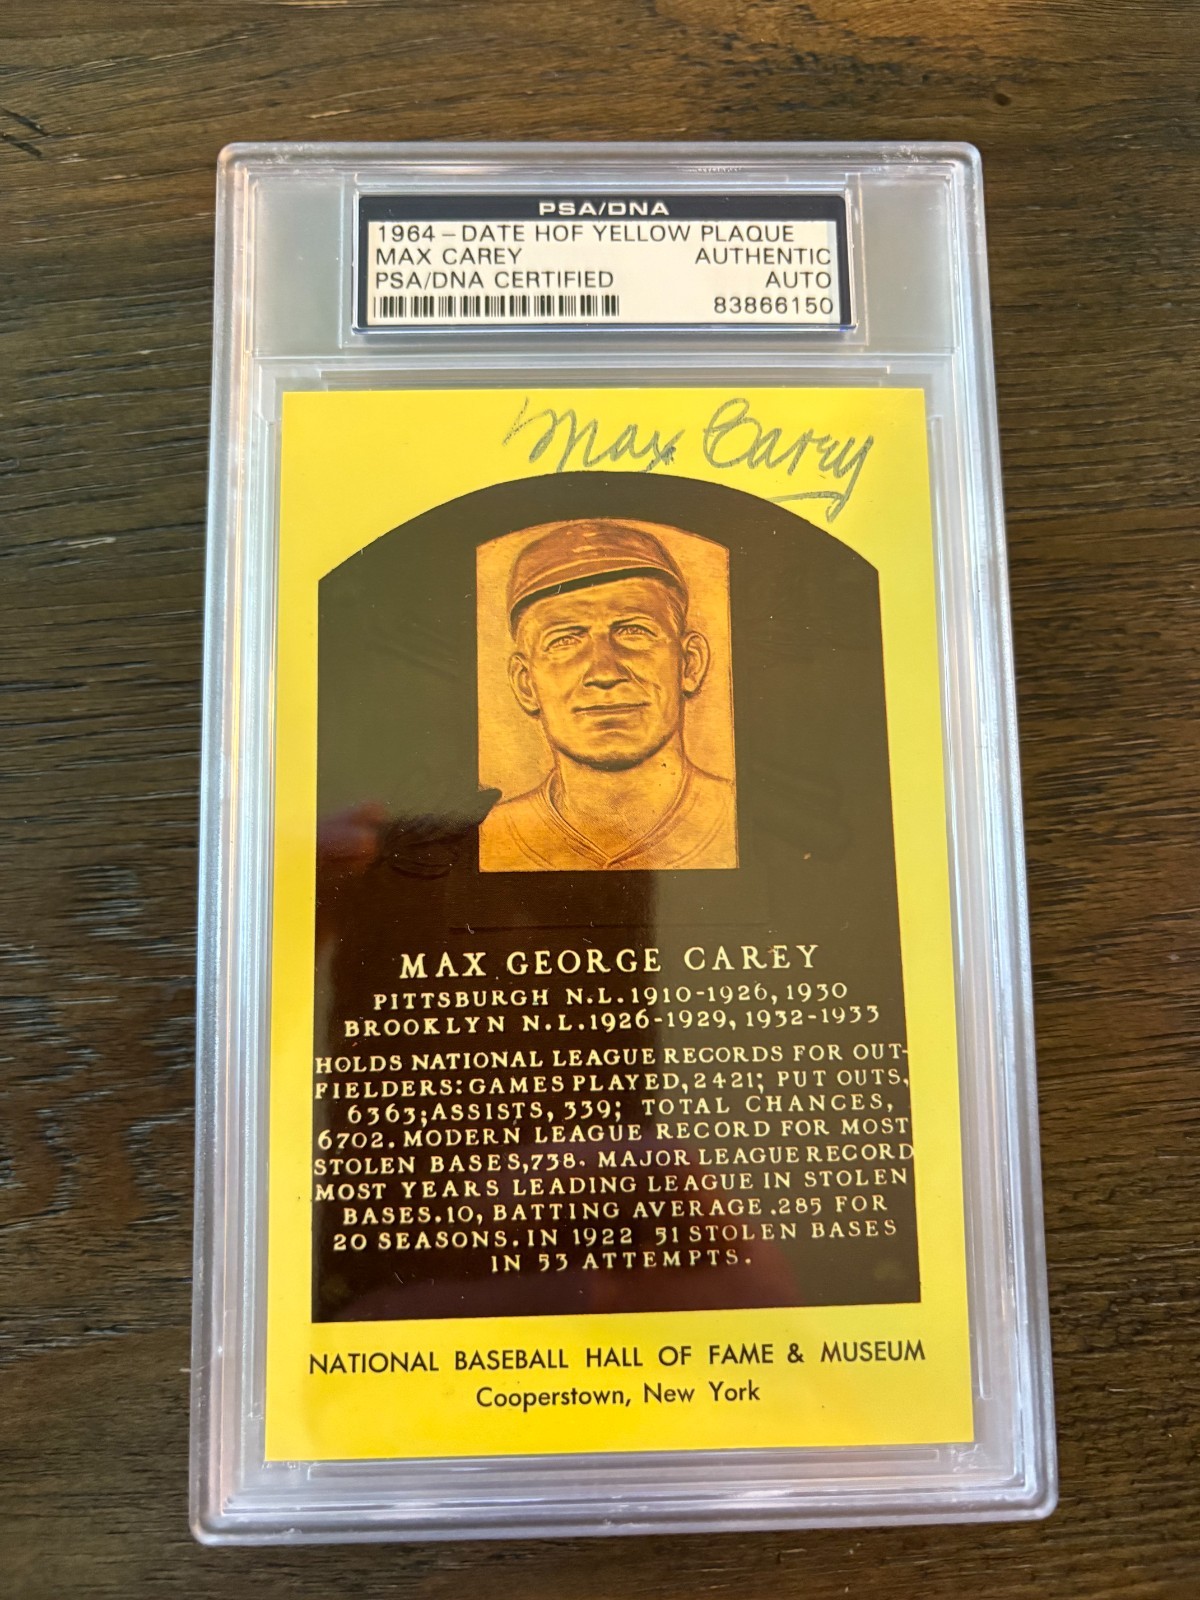 PSA/DNA
1964-DATE HOF YELLOW PLAQUE
MAX CAREY AUTHENTIC
PSA/DNA CERTIFIED AUTO
83866150
Max Carey
MAX GEORGE CAREY
PITTSBURGH N.L. 1910-1926, 1930
BROOKLYN N.L. 1926-1929, 1932-1933
HOLDS NATIONAL LEAGUE RECORDS FOR OUT-
FIELDERS: GAMES PLAYED, 2421; PUT OUTS,
6363; ASSISTS, 339; TOTAL CHANCES,
6702. MODERN LEAGUE RECORD FOR MOST
STOLEN BASES, 738. MAJOR LEAGUE RECORD
MOST YEARS LEADING LEAGUE IN STOLEN
BASES. 10, BATTING AVERAGE .285 FOR
20 SEASONS. IN 1922 51 STOLEN BASES
IN 53 ATTEMPTS.
NATIONAL BASEBALL HALL OF FAME & MUSEUM
Cooperstown, New York